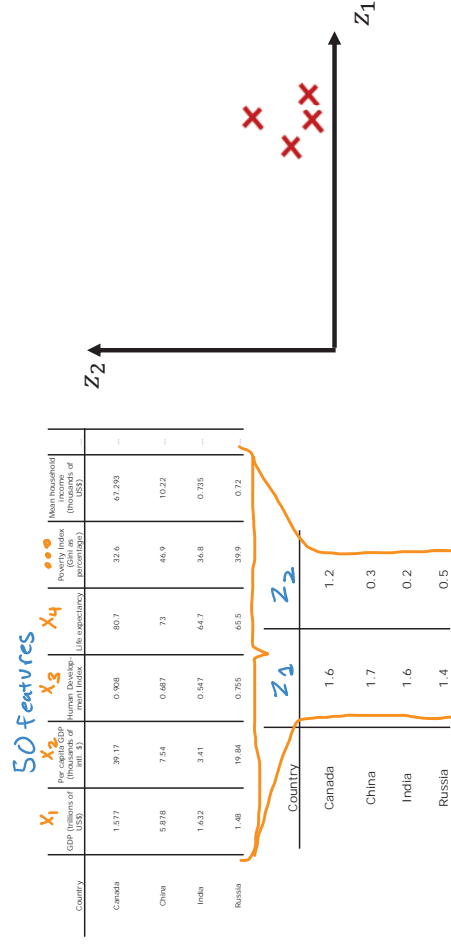 50 features
X1 X2 X3 X4 ...
Country GDP (trillions of US$) Per capita GDP (thousands of intl. $) Human Develop-ment Index Life expectancy Poverty Index (Gini as percentage) Mean household income (thousands of US$) ...
Canada 1.577 39.17 0.908 80.7 32.6 67.293 ...
China 5.878 7.54 0.687 73 46.9 10.22 ...
India 1.632 3.41 0.547 64.7 36.8 0.735 ...
Russia 1.48 19.84 0.755 65.5 39.9 0.72 ...
Country Z1 Z2
Canada 1.6 1.2
China 1.7 0.3
India 1.6 0.2
Russia 1.4 0.5
z2
z1